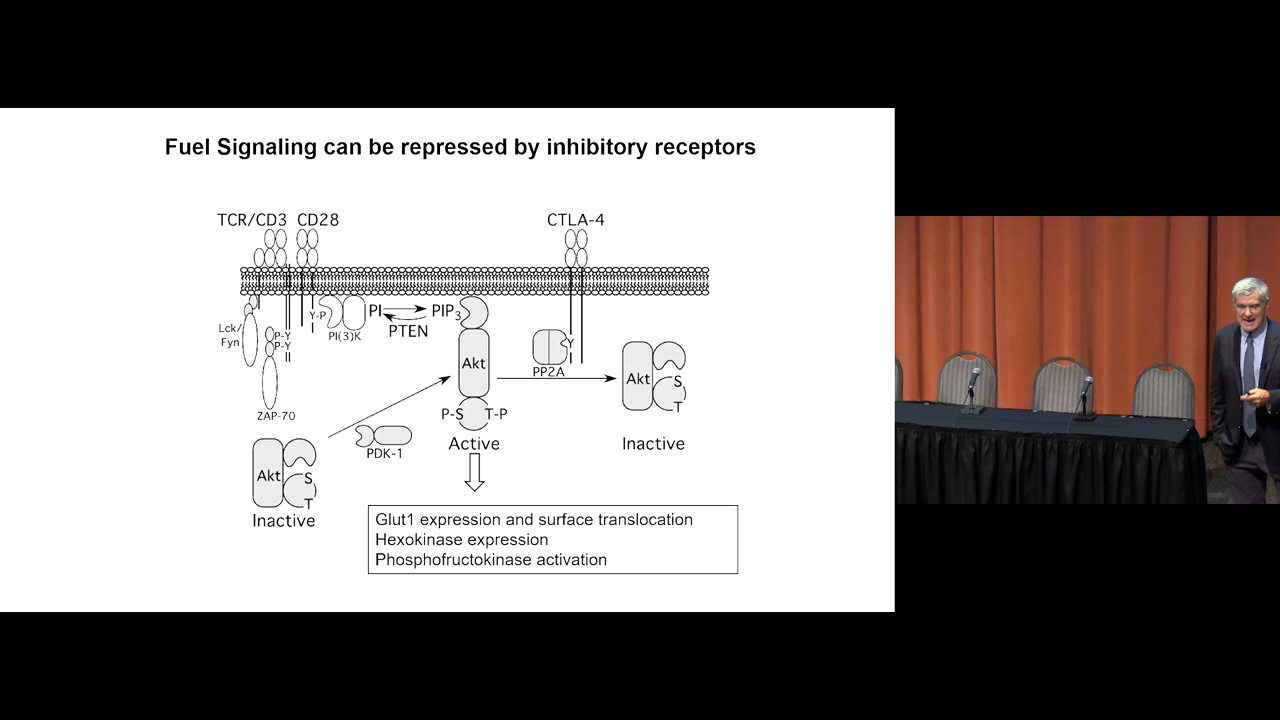 Fuel Signaling can be repressed by inhibitory receptors
TCR/CD3 CD28
CTLA-4
Lck/
Fyn
P-Y
P-Y
ZAP-70
Y-P
PI(3)K
PI
PIP3
PTEN
Akt
P-S T-P
Active
PP2A
Y
Akt
S
T
Inactive
PDK-1
Akt
S
T
Inactive
Glut1 expression and surface translocation
Hexokinase expression
Phosphofructokinase activation